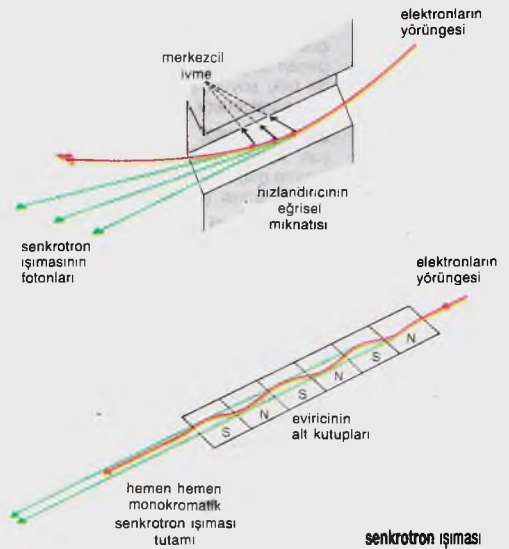 elektronların
yörüngesi
merkezcil
ivme
hızlandırıcının
eğrisel
mıknatısı
senkrotron
ışımasının
fotonları
elektronların
yörüngesi
S N S N S N
eviricinin
alt kutupları
hemen hemen
monokromatik
senkrotron ışıması
tutamı
senkrotron ışıması